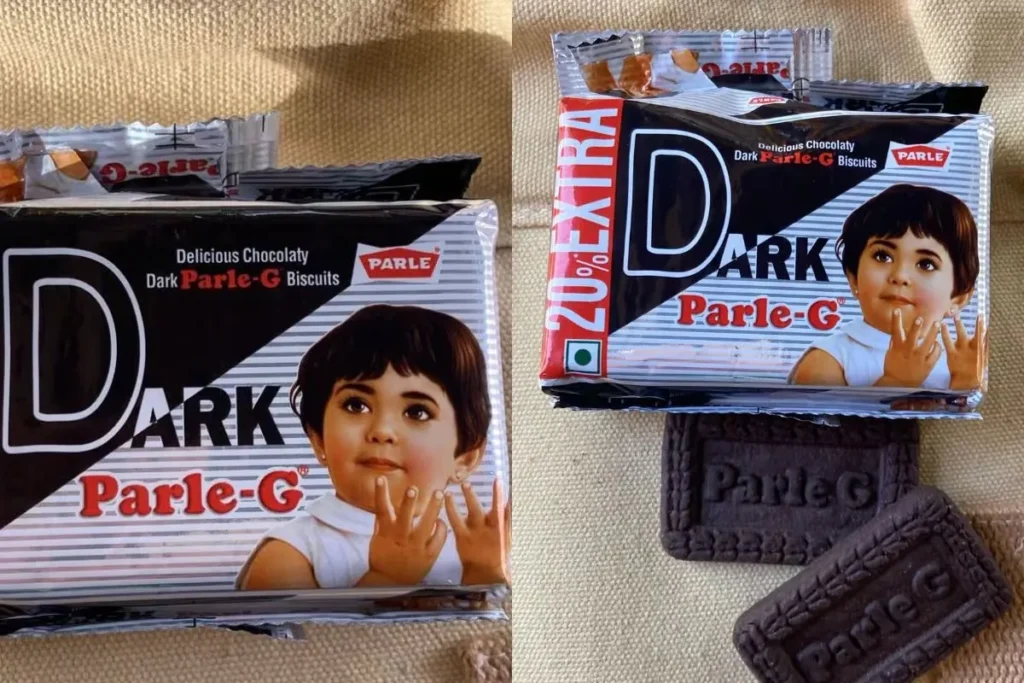 Parle-G
Delicious Chocolaty
Dark Parle-G Biscuits
PARLE
DARK
Parle-G®
Parle-G
PARLE
20% EXTRA
Delicious Chocolaty
Dark Parle-G Biscuits
PARLE
DARK
Parle-G®
Parle G
Parle G